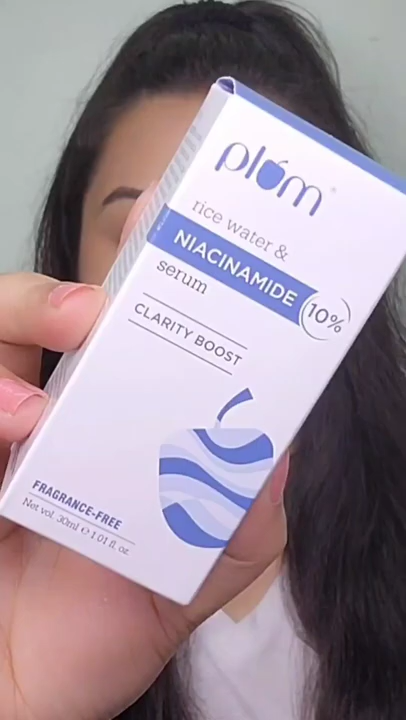 plum
rice water &
NIACINAMIDE 10%
serum
CLARITY BOOST
FRAGRANCE-FREE
Net vol. 30ml ℮ 1.01 fl. oz.